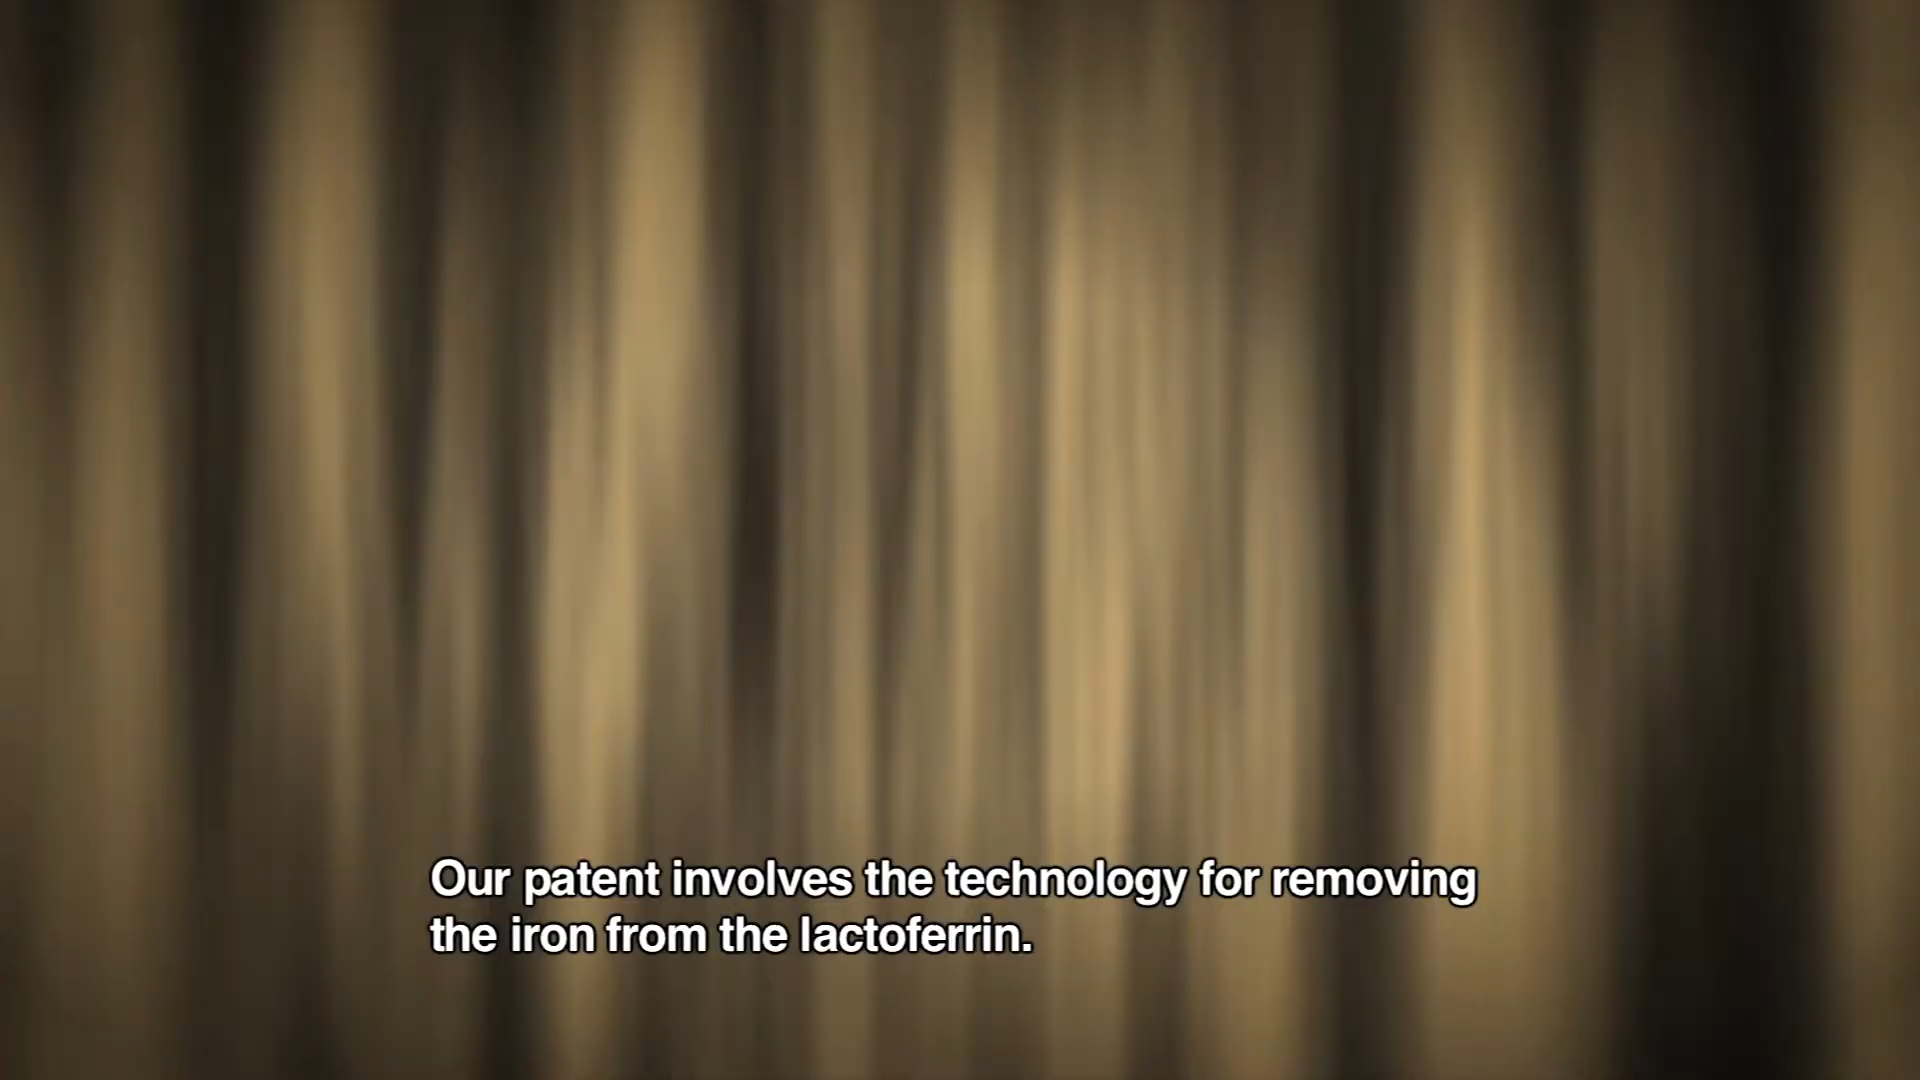 Our patent involves the technology for removing
the iron from the lactoferrin.